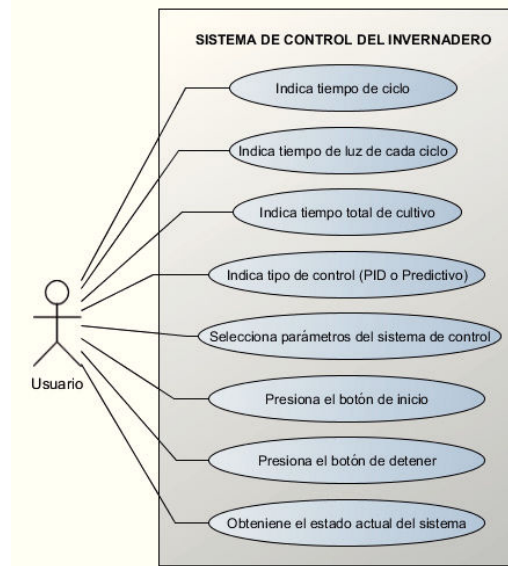 SISTEMA DE CONTROL DEL INVERNADERO
Indica tiempo de ciclo
Indica tiempo de luz de cada ciclo
Indica tiempo total de cultivo
Indica tipo de control (PID o Predictivo)
Selecciona parámetros del sistema de control
Usuario
Presiona el botón de inicio
Presiona el botón de detener
Obteniene el estado actual del sistema